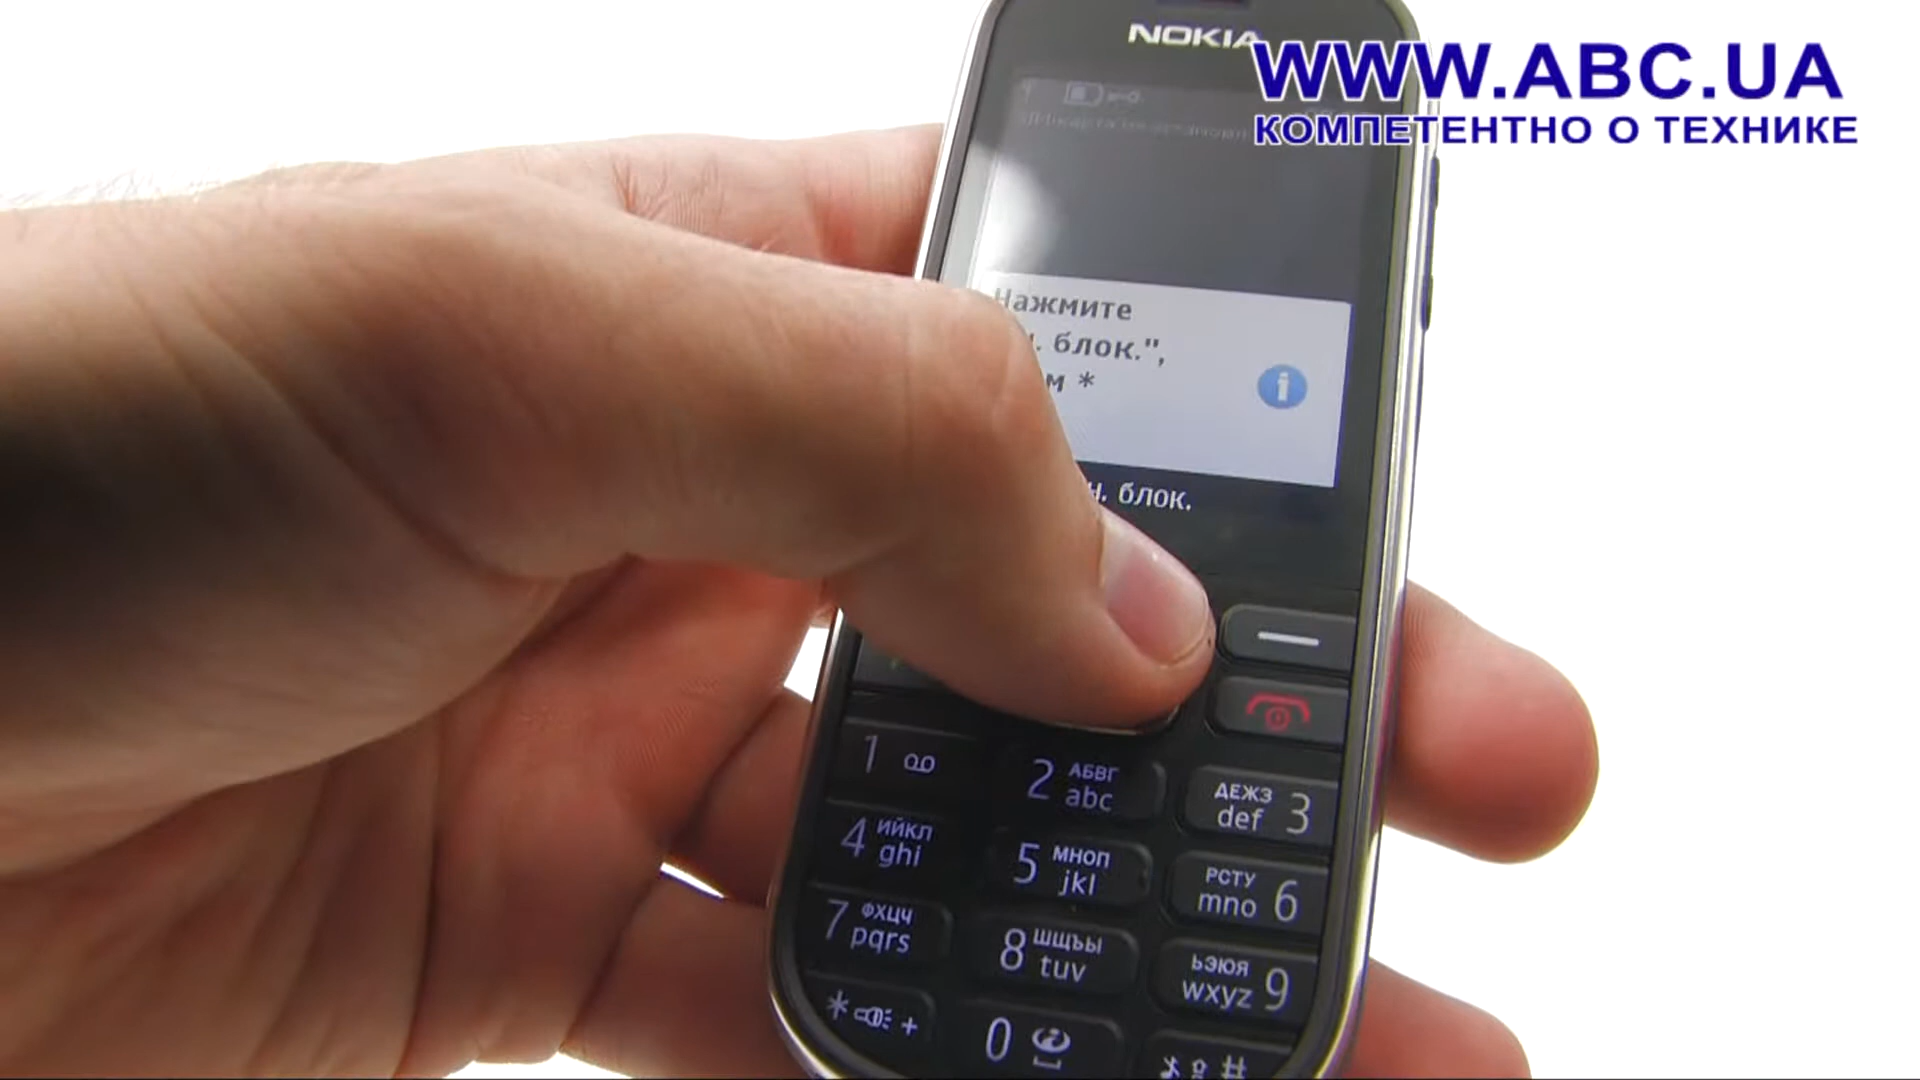 NOKIA
WWW.ABC.UA
КОМПЕТЕНТНО О ТЕХНИКЕ
Нажмите
. блок.",
м *
н. блок.
1
2 АБВГ abc
ДЕЖЗ def 3
4 ИЙКЛ ghi
5 МНОП jkl
РСТУ mno 6
7 ФХЦЧ pqrs
8 ШЩЪЫ tuv
ЬЭЮЯ wxyz 9
* +
0
#